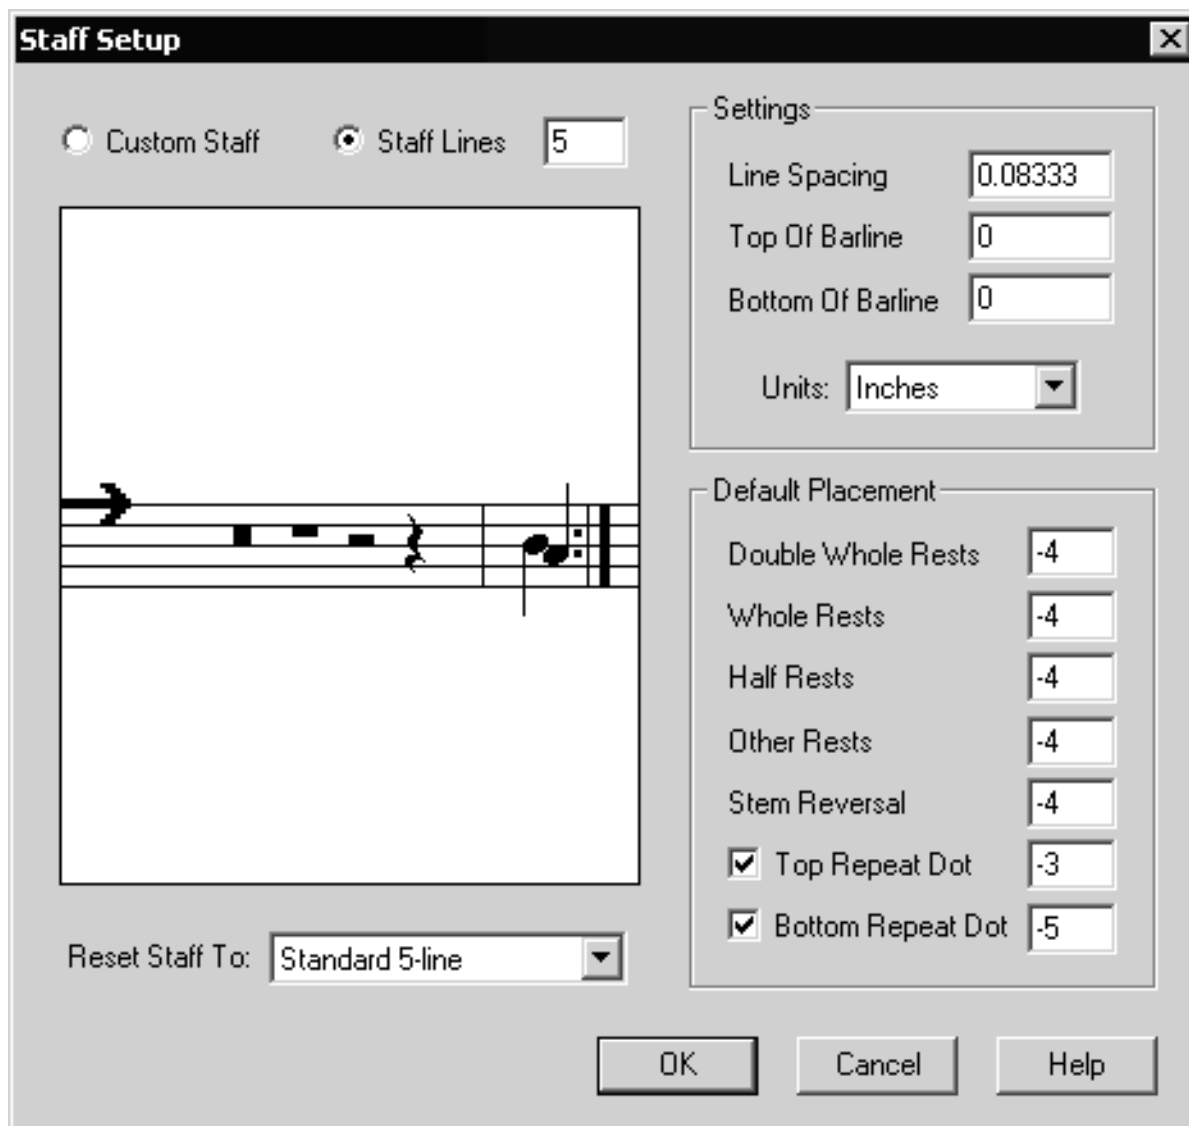 Staff Setup
Custom Staff
Staff Lines 5
Settings
Line Spacing 0.08333
Top Of Barline 0
Bottom Of Barline 0
Units: Inches
Default Placement
Double Whole Rests -4
Whole Rests -4
Half Rests -4
Other Rests -4
Stem Reversal -4
Top Repeat Dot -3
Bottom Repeat Dot -5
Reset Staff To: Standard 5-line
OK Cancel Help